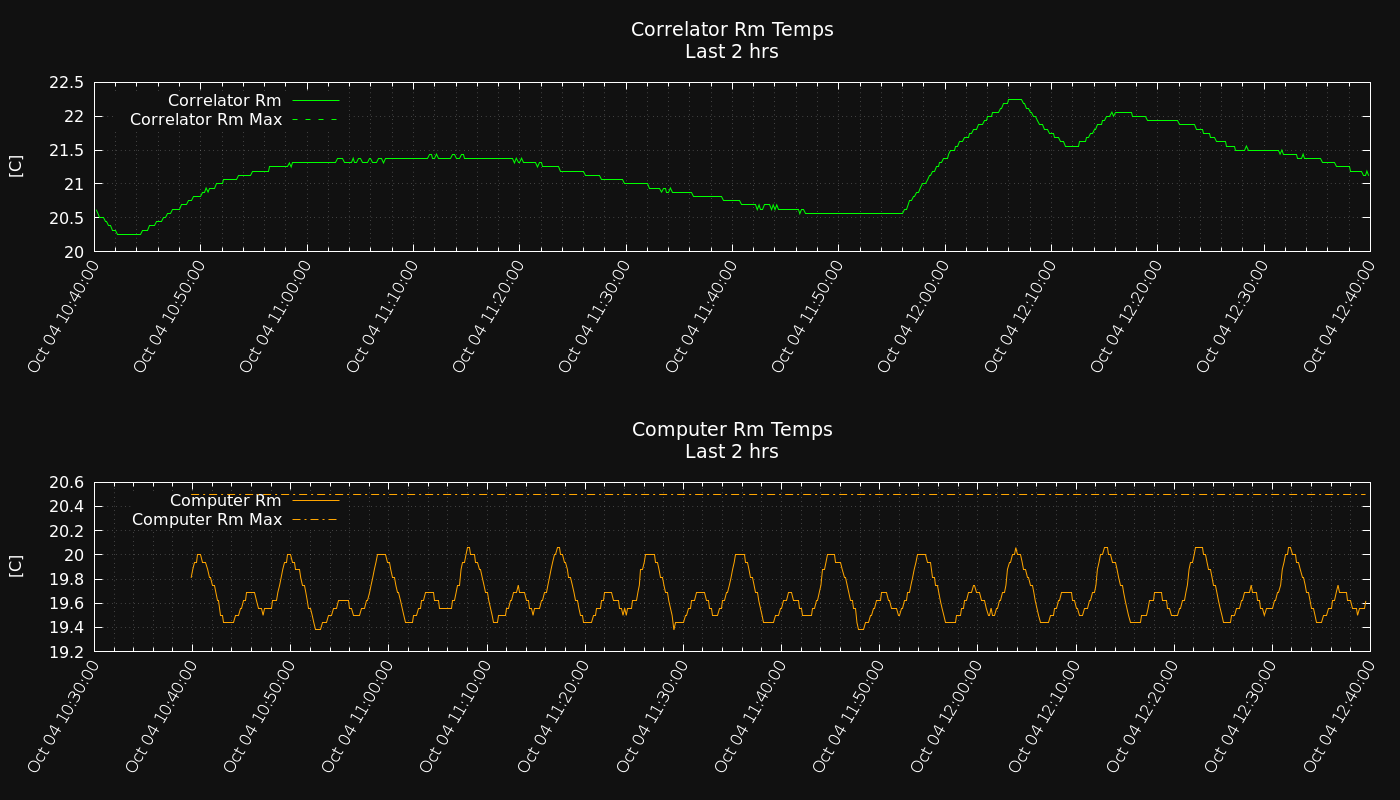 Correlator Rm Temps
Last 2 hrs
22.5
22
21.5
21
20.5
20
[C]
Correlator Rm
Correlator Rm Max
Oct 04 10:40:00
Oct 04 10:50:00
Oct 04 11:00:00
Oct 04 11:10:00
Oct 04 11:20:00
Oct 04 11:30:00
Oct 04 11:40:00
Oct 04 11:50:00
Oct 04 12:00:00
Oct 04 12:10:00
Oct 04 12:20:00
Oct 04 12:30:00
Oct 04 12:40:00
Computer Rm Temps
Last 2 hrs
20.6
20.4
20.2
20
19.8
19.6
19.4
19.2
[C]
Computer Rm
Computer Rm Max
Oct 04 10:30:00
Oct 04 10:40:00
Oct 04 10:50:00
Oct 04 11:00:00
Oct 04 11:10:00
Oct 04 11:20:00
Oct 04 11:30:00
Oct 04 11:40:00
Oct 04 11:50:00
Oct 04 12:00:00
Oct 04 12:10:00
Oct 04 12:20:00
Oct 04 12:30:00
Oct 04 12:40:00